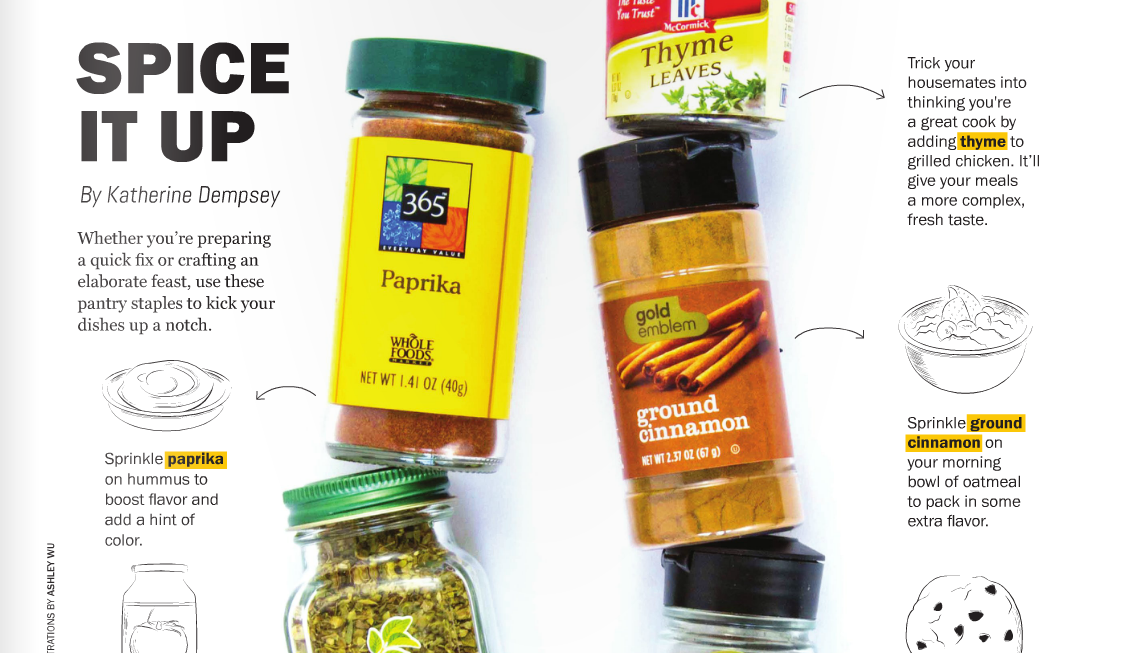 SPICE
IT UP
By Katherine Dempsey
Whether you're preparing
a quick fix or crafting an
elaborate feast, use these
pantry staples to kick your
dishes up a notch.
Sprinkle paprika
on hummus to
boost flavor and
add a hint of
color.
BY ASHLEY WU
365
EVERYDAY VALUE
Paprika
WHOLE
FOODS
MARKET
NET WT 1.41 OZ (40g)
The Taste
You Trust™
McCormick
Thyme
LEAVES
gold
emblem
ground
cinnamon
NET WT 2.37 OZ (67 g)
Trick your
housemates into
thinking you're
a great cook by
adding thyme to
grilled chicken. It'll
give your meals
a more complex,
fresh taste.
Sprinkle ground
cinnamon on
your morning
bowl of oatmeal
to pack in some
extra flavor.